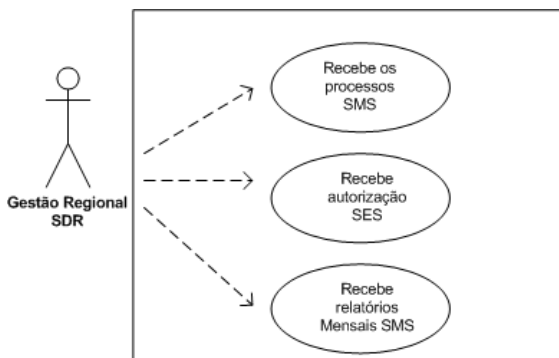 Recebe os
processos
SMS
Gestão Regional
SDR
Recebe
autorização
SES
Recebe
relatórios
Mensais SMS